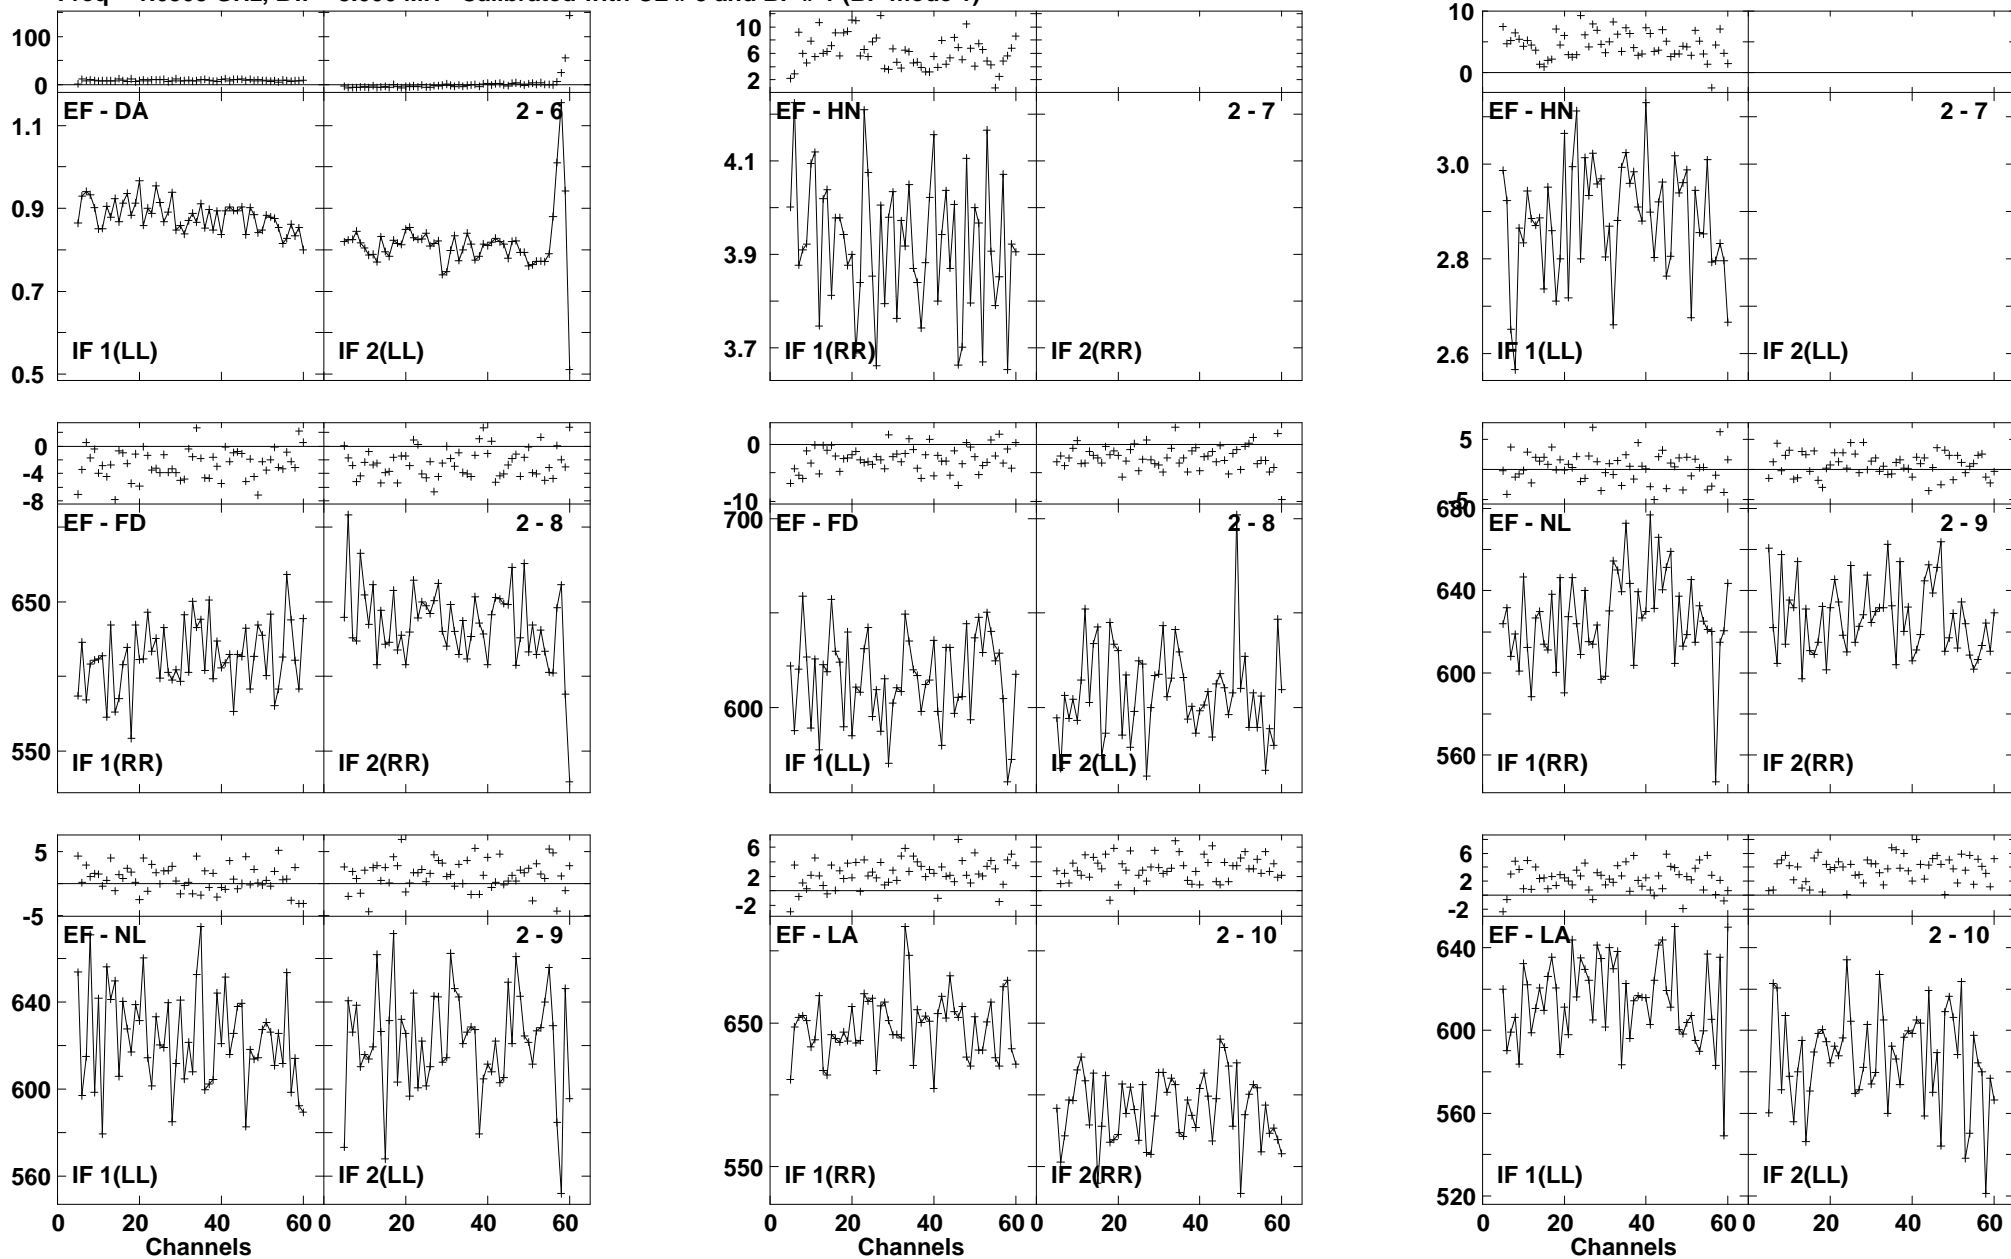 100
0
10
6
2
10
0
EF - DA
2 - 6
1.1
0.9
0.7
0.5
IF 1(LL)
IF 2(LL)
EF - HN
2 - 7
4.1
3.9
3.7
IF 1(RR)
IF 2(RR)
EF - HN
2 - 7
3.0
2.8
2.6
IF 1(LL)
IF 2(LL)
0
-4
-8
0
-10
5
-5
EF - FD
2 - 8
650
550
IF 1(RR)
IF 2(RR)
EF - FD
2 - 8
700
600
IF 1(LL)
IF 2(LL)
EF - NL
2 - 9
680
640
600
560
IF 1(RR)
IF 2(RR)
5
-5
6
2
-2
6
2
-2
EF - NL
2 - 9
640
600
560
IF 1(LL)
IF 2(LL)
EF - LA
2 - 10
650
550
IF 1(RR)
IF 2(RR)
EF - LA
2 - 10
640
600
560
520
IF 1(LL)
IF 2(LL)
0 20 40 60 0 20 40 60
0 20 40 60 0 20 40 60
0 20 40 60 0 20 40 60
Channels
Channels
Channels